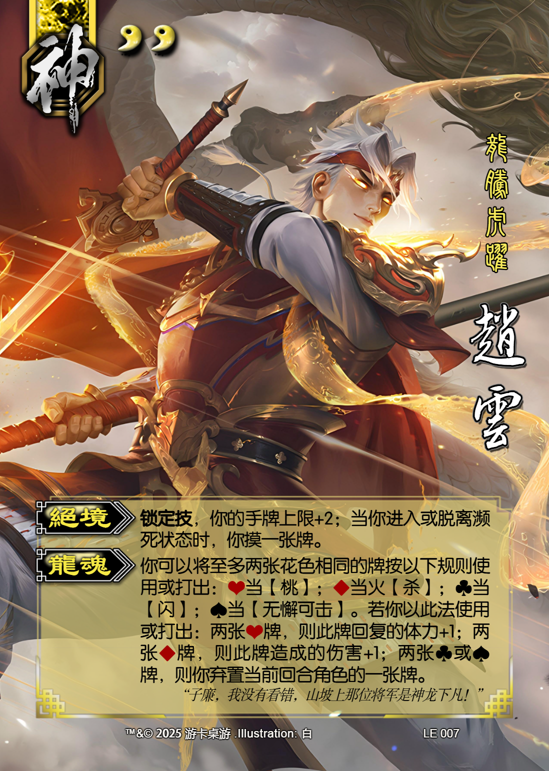 神
龍騰虎躍
趙雲
絕境
锁定技，你的手牌上限+2；当你进入或脱离濒
死状态时，你摸一张牌。
龍魂
你可以将至多两张花色相同的牌按以下规则使
用或打出：♥当【桃】；♦当火【杀】；♣当
【闪】；♠当【无懈可击】。若你以此法使用
或打出：两张♥牌，则此牌回复的体力+1；两
张♦牌，则此牌造成的伤害+1；两张♣或♠
牌，则你弃置当前回合角色的一张牌。
“子廉，我没有看错，山坡上那位将军是神龙下凡！”
™&© 2025 游卡桌游 Illustration: 白
LE 007